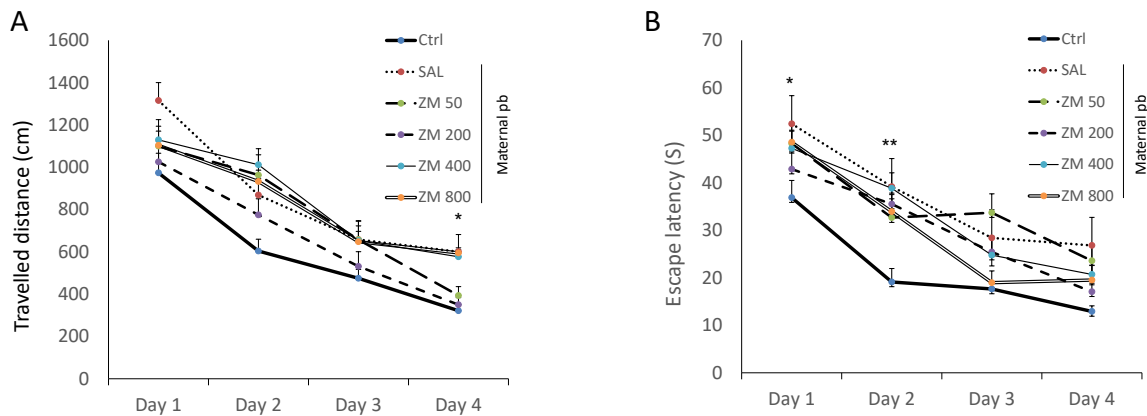 A
Travelled distance (cm)
1600
1400
1200
1000
800
600
400
200
0
Day 1 Day 2 Day 3 Day 4
*
Ctrl
SAL
ZM 50
ZM 200
ZM 400
ZM 800
Maternal pb
B
Escape latency (S)
70
60
50
40
30
20
10
0
Day 1 Day 2 Day 3 Day 4
*
**
Ctrl
SAL
ZM 50
ZM 200
ZM 400
ZM 800
Maternal pb